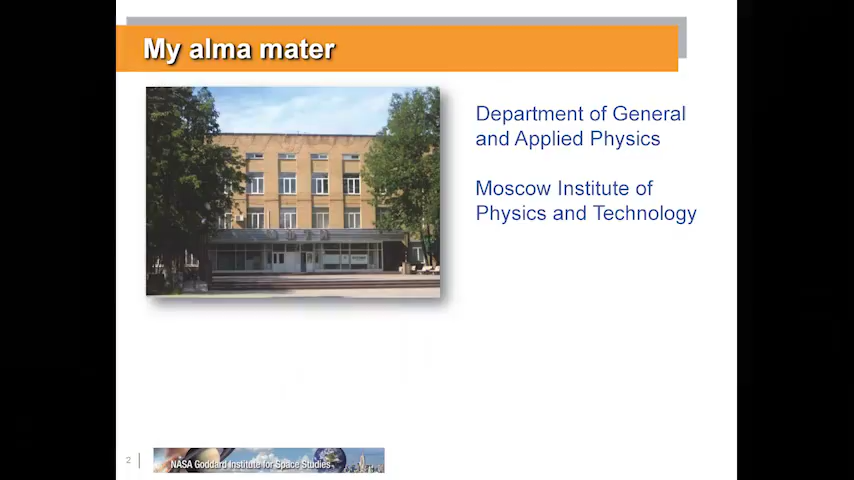 My alma mater
Department of General
and Applied Physics
Moscow Institute of
Physics and Technology
2
NASA Goddard Institute for Space Studies